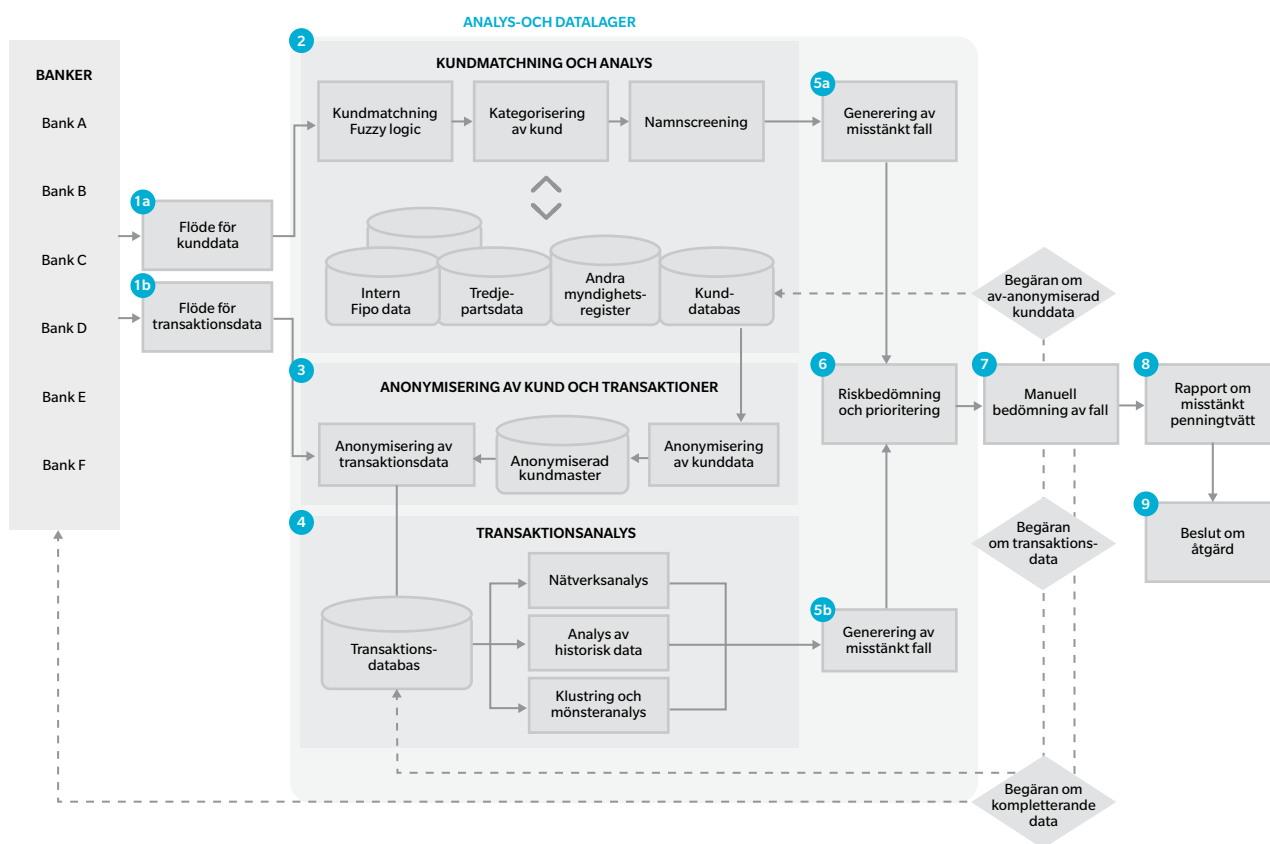 ANALYS-OCH DATALAGER
BANKER
Bank A
Bank B
Bank C
Bank D
Bank E
Bank F
1a
Flöde för
kunddata
1b
Flöde för
transaktionsdata
2
KUNDMATCHNING OCH ANALYS
Kundmatchning
Fuzzy logic
Kategorisering
av kund
Namnscreening
Intern
Fipo data
Tredje-
partsdata
Andra
myndighets-
register
Kund-
databas
3
ANONYMISERING AV KUND OCH TRANSAKTIONER
Anonymisering av
transaktionsdata
Anonymiserad
kundmaster
Anonymisering
av kunddata
4
TRANSAKTIONSANALYS
Transaktions-
databas
Nätverksanalys
Analys av
historisk data
Klustring och
mönsteranalys
5a
Generering av
misstänkt fall
5b
Generering av
misstänkt fall
6
Riskbedömning
och prioritering
7
Manuell
bedömning av fall
Begäran om
av-anonymiserad
kunddata
Begäran
om transaktions-
data
Begäran om
kompletterande
data
8
Rapport om
misstänkt
penningtvätt
9
Beslut om
åtgärd